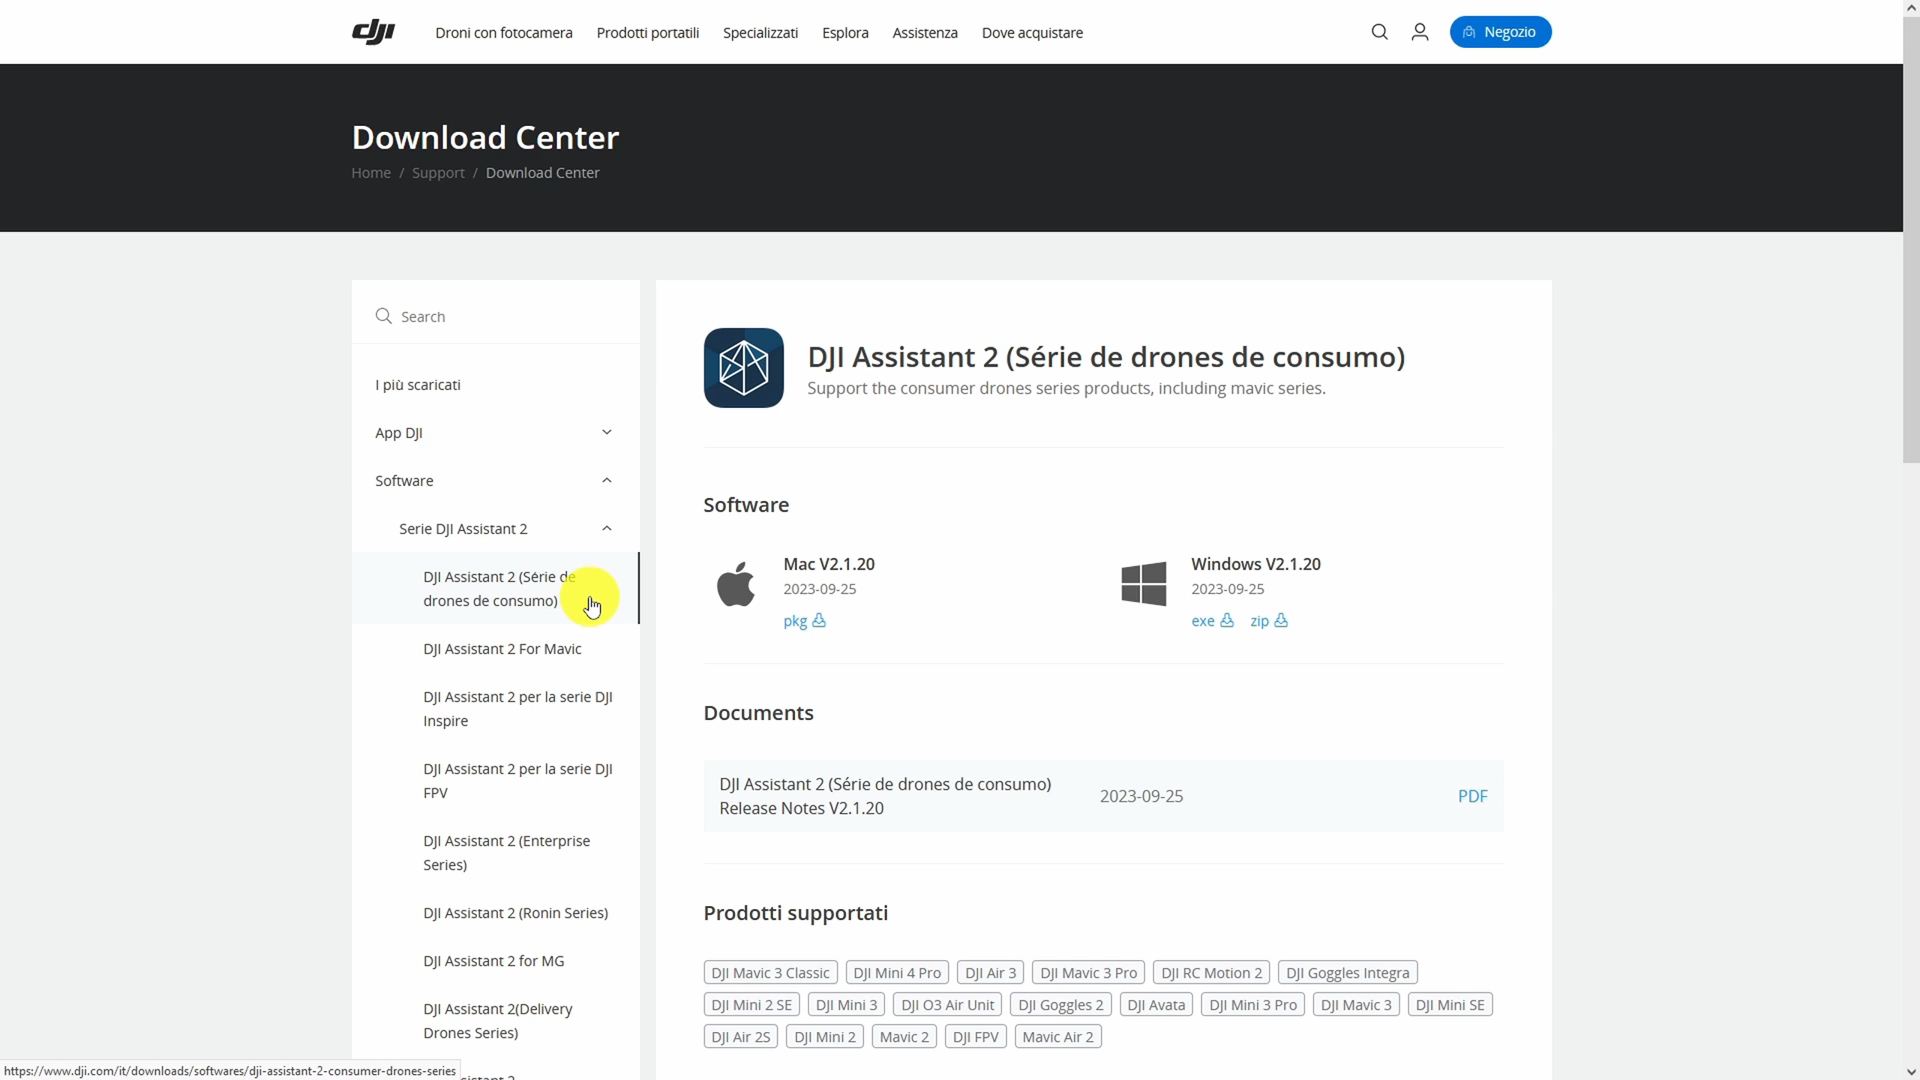 dji
Droni con fotocamera
Prodotti portatili
Specializzati
Esplora
Assistenza
Dove acquistare
Negozio
Download Center
Home / Support / Download Center
Search
I più scaricati
App DJI
Software
Serie DJI Assistant 2
DJI Assistant 2 (Série de
drones de consumo)
DJI Assistant 2 For Mavic
DJI Assistant 2 per la serie DJI
Inspire
DJI Assistant 2 per la serie DJI
FPV
DJI Assistant 2 (Enterprise
Series)
DJI Assistant 2 (Ronin Series)
DJI Assistant 2 for MG
DJI Assistant 2(Delivery
Drones Series)
https://www.dji.com/it/downloads/softwares/dji-assistant-2-consumer-drones-series
DJI Assistant 2 (Série de drones de consumo)
Support the consumer drones series products, including mavic series.
Software
Mac V2.1.20
2023-09-25
pkg
Windows V2.1.20
2023-09-25
exe zip
Documents
DJI Assistant 2 (Série de drones de consumo)
Release Notes V2.1.20
2023-09-25
PDF
Prodotti supportati
DJI Mavic 3 Classic DJI Mini 4 Pro DJI Air 3 DJI Mavic 3 Pro DJI RC Motion 2 DJI Goggles Integra
DJI Mini 2 SE DJI Mini 3 DJI O3 Air Unit DJI Goggles 2 DJI Avata DJI Mini 3 Pro DJI Mavic 3 DJI Mini SE
DJI Air 2S DJI Mini 2 Mavic 2 DJI FPV Mavic Air 2